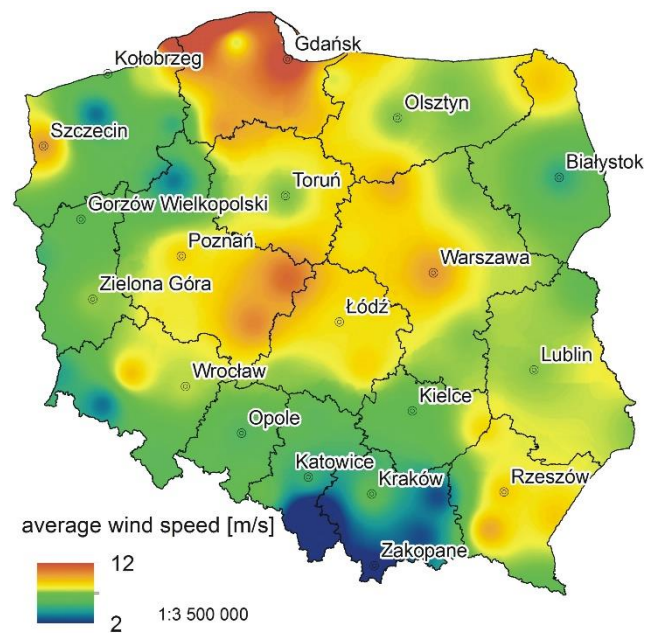 Gdańsk
Kołobrzeg
Olsztyn
Szczecin
Białystok
Toruń
Gorzów Wielkopolski
Poznań
Warszawa
Zielona Góra
Łódź
Lublin
Wrocław
Kielce
Opole
Katowice
Kraków
Rzeszów
average wind speed [m/s]
Zakopane
12
2
1:3 500 000